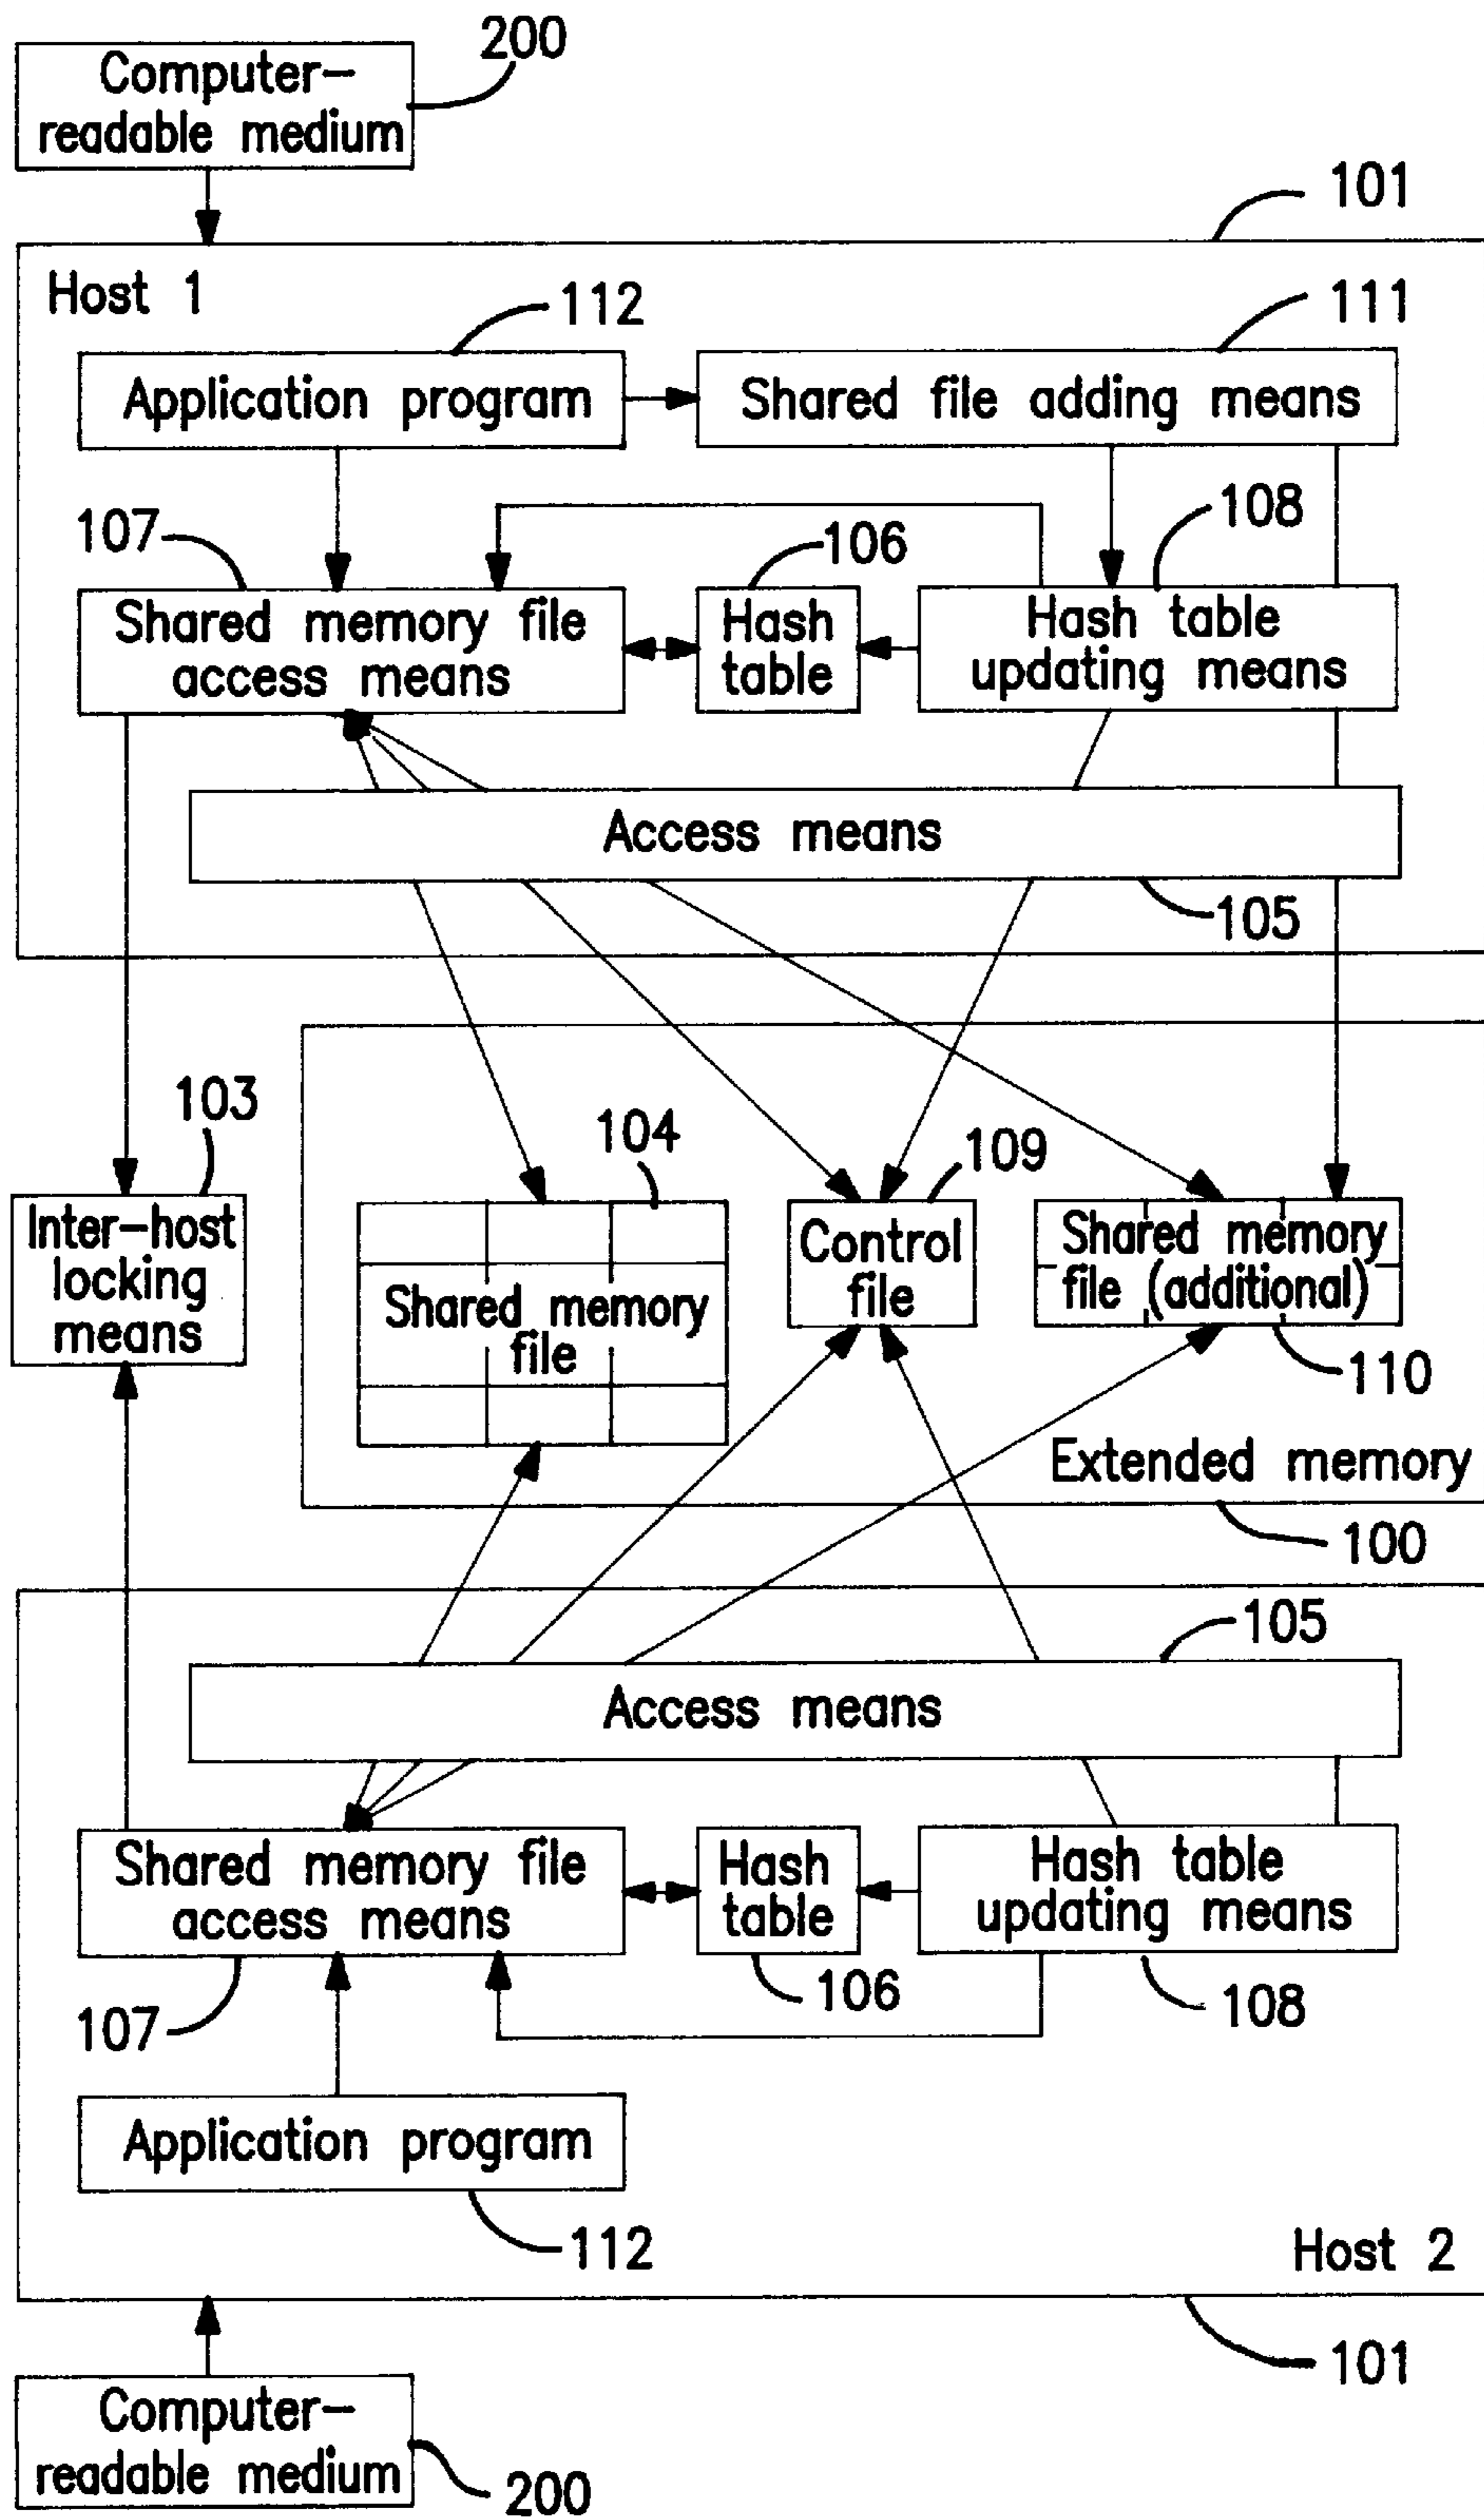 200
Computer-
readable medium
101
Host 1
112
111
Application program
Shared file adding means
107
106
108
Shared memory file
access means
Hash
table
Hash table
updating means
Access means
105
103
104
109
Inter-host
locking
means
Shared memory
file
Control
file
Shared memory
file (additional)
110
Extended memory
100
105
Access means
Shared memory file
access means
Hash
table
Hash table
updating means
107
106
108
Application program
112
Host 2
101
Computer-
readable medium
200